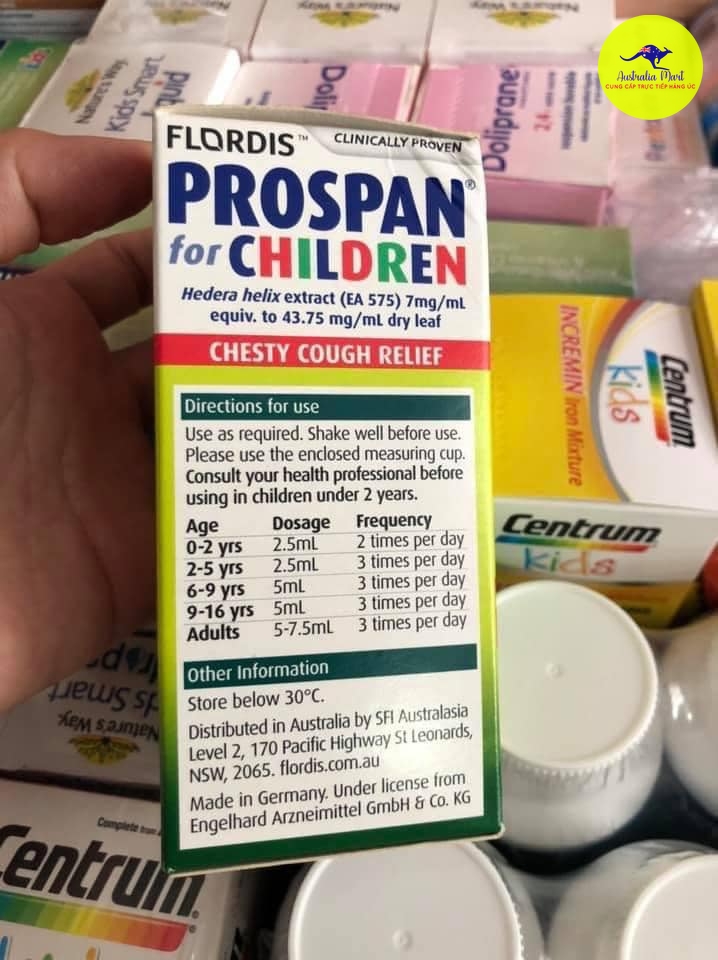 Australia Mart
CUNG CẤP TRỰC TIẾP HÀNG ÚC
Nature's Way
Kids Smart
Doliprane
2,4
FLORDIS™ CLINICALLY PROVEN
PROSPAN®
for CHILDREN
Hedera helix extract (EA 575) 7mg/mL
equiv. to 43.75 mg/mL dry leaf
CHESTY COUGH RELIEF
Directions for use
Use as required. Shake well before use.
Please use the enclosed measuring cup.
Consult your health professional before
using in children under 2 years.
Age Dosage Frequency
0-2 yrs 2.5mL 2 times per day
2-5 yrs 2.5mL 3 times per day
6-9 yrs 5mL 3 times per day
9-16 yrs 5mL 3 times per day
Adults 5-7.5mL 3 times per day
Other Information
Store below 30°C.
Distributed in Australia by SFI Australasia
Level 2, 170 Pacific Highway St Leonards,
NSW, 2065. flordis.com.au
Made in Germany. Under license from
Engelhard Arzneimittel GmbH & Co. KG
Centrum
kids
INCREMIN Iron Mixture
Centrum
kids
Nature's Way
Complete from
Centrum